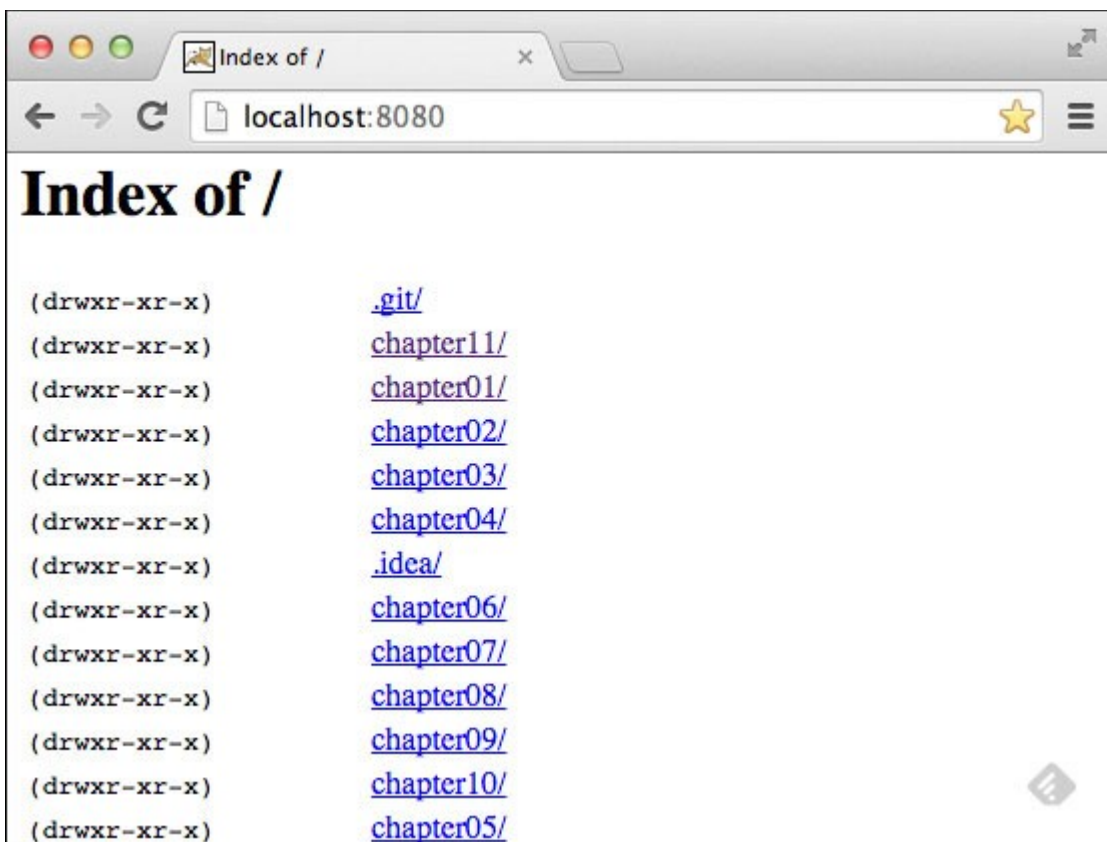 Index of /
localhost:8080
Index of /
(drwxr-xr-x) .git/
(drwxr-xr-x) chapter11/
(drwxr-xr-x) chapter01/
(drwxr-xr-x) chapter02/
(drwxr-xr-x) chapter03/
(drwxr-xr-x) chapter04/
(drwxr-xr-x) .idea/
(drwxr-xr-x) chapter06/
(drwxr-xr-x) chapter07/
(drwxr-xr-x) chapter08/
(drwxr-xr-x) chapter09/
(drwxr-xr-x) chapter10/
(drwxr-xr-x) chapter05/